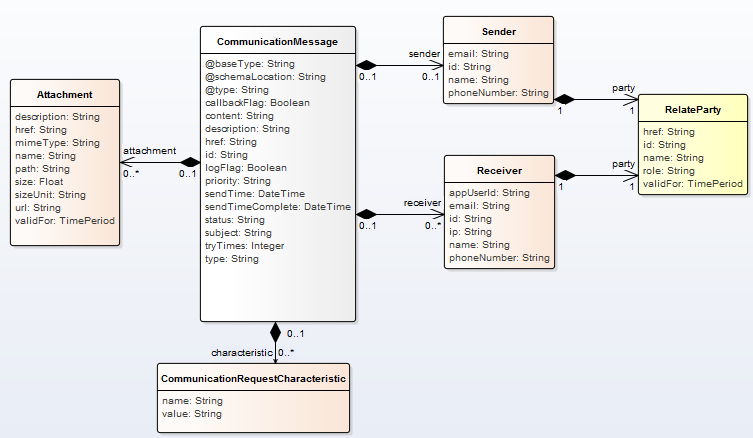 CommunicationMessage
@baseType: String
@schemaLocation: String
@type: String
callbackFlag: Boolean
content: String
description: String
href: String
id: String
logFlag: Boolean
priority: String
sendTime: DateTime
sendTimeComplete: DateTime
status: String
subject: String
tryTimes: Integer
type: String
Attachment
description: String
href: String
mimeType: String
name: String
path: String
size: Float
sizeUnit: String
url: String
validFor: TimePeriod
attachment
0..*
0..1
sender
0..1
0..1
Sender
email: String
id: String
name: String
phoneNumber: String
party
1
1
RelateParty
href: String
id: String
name: String
role: String
validFor: TimePeriod
receiver
0..1
0..*
Receiver
appUserId: String
email: String
id: String
ip: String
name: String
phoneNumber: String
party
1
1
0..1
characteristic
0..*
CommunicationRequestCharacteristic
name: String
value: String